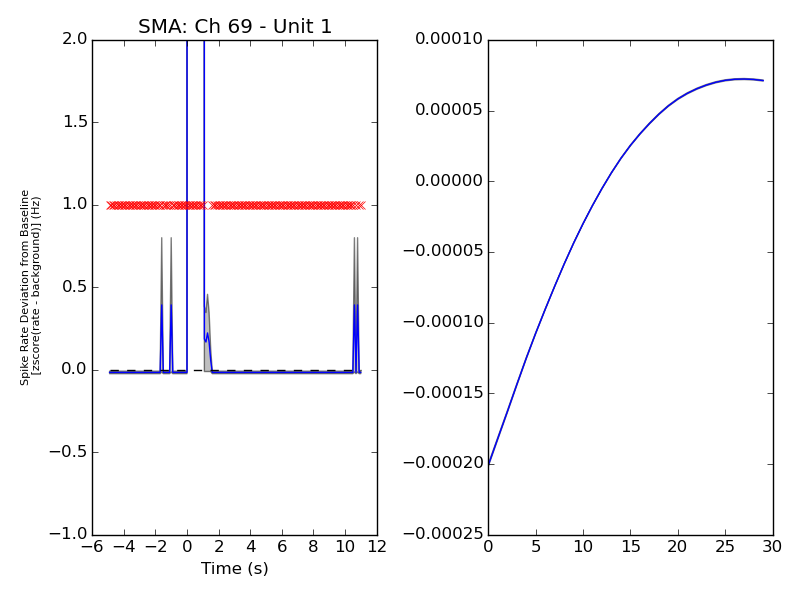 SMA: Ch 69 - Unit 1
2.0
1.5
1.0
0.5
0.0
−0.5
−1.0
−6 −4 −2 0 2 4 6 8 10 12
Time (s)
Spike Rate Deviation from Baseline
[zscore(rate - background)] (Hz)
0.00010
0.00005
0.00000
−0.00005
−0.00010
−0.00015
−0.00020
−0.00025
0 5 10 15 20 25 30